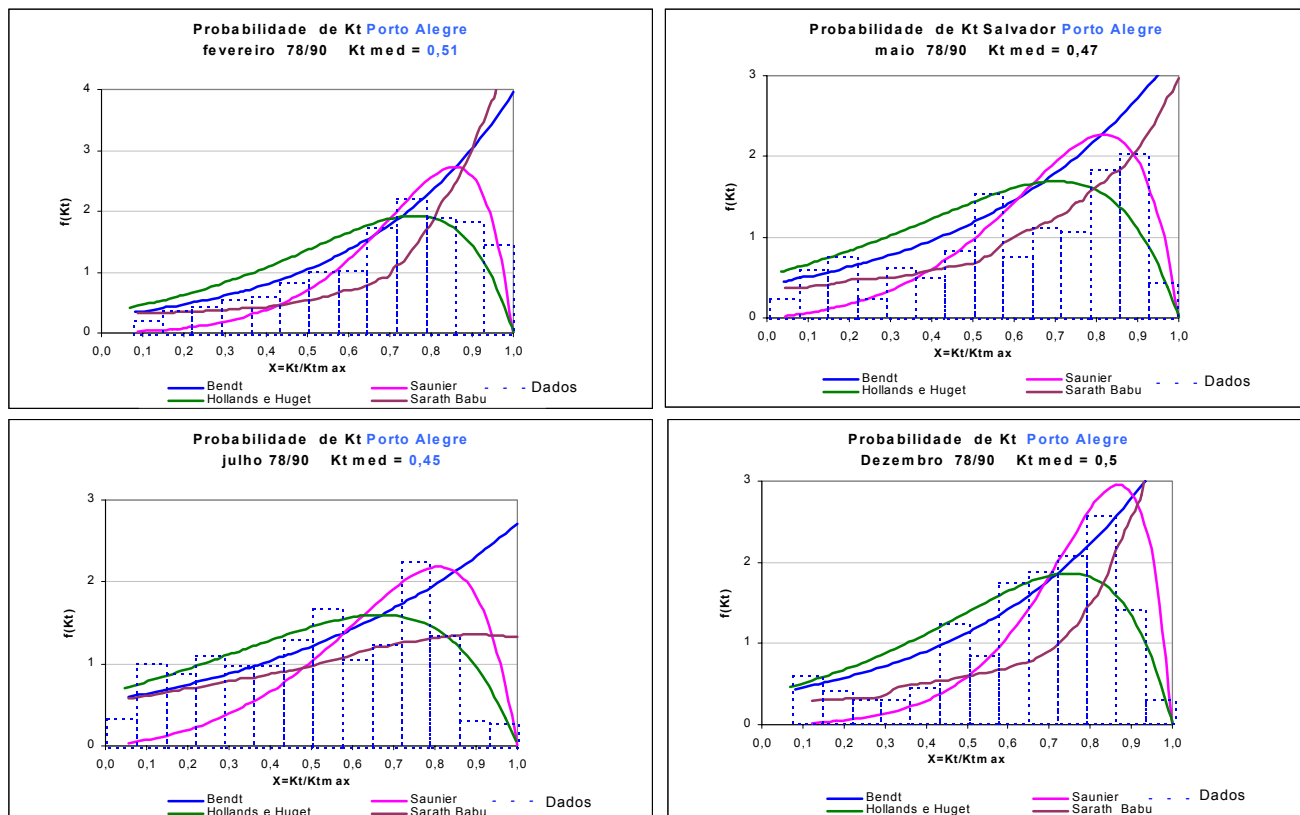 Probabilidade de Kt Porto Alegre
fevereiro 78/90 Kt med = 0,51
f(Kt)
4
3
2
1
0
0,0 0,1 0,2 0,3 0,4 0,5 0,6 0,7 0,8 0,9 1,0
X=Kt/Ktm ax
Bendt Saunier Dados
Hollands e Huget Sarath Babu
Probabilidade de Kt Salvador Porto Alegre
maio 78/90 Kt med = 0,47
f(Kt)
3
2
1
0
0,0 0,1 0,2 0,3 0,4 0,5 0,6 0,7 0,8 0,9 1,0
X=Kt/Ktm ax
Bendt Saunier Dados
Hollands e Huget Sarath Babu
Probabilidade de Kt Porto Alegre
julho 78/90 Kt med = 0,45
f(Kt)
3
2
1
0
0,0 0,1 0,2 0,3 0,4 0,5 0,6 0,7 0,8 0,9 1,0
X=Kt/Ktm ax
Bendt Saunier Dados
Hollands e Huget Sarath Babu
Probabilidade de Kt Porto Alegre
Dezembro 78/90 Kt med = 0,5
f(Kt)
3
2
1
0
0,0 0,1 0,2 0,3 0,4 0,5 0,6 0,7 0,8 0,9 1,0
X=Kt/Ktm ax
Bendt Saunier Dados
Hollands e Huget Sarath Babu